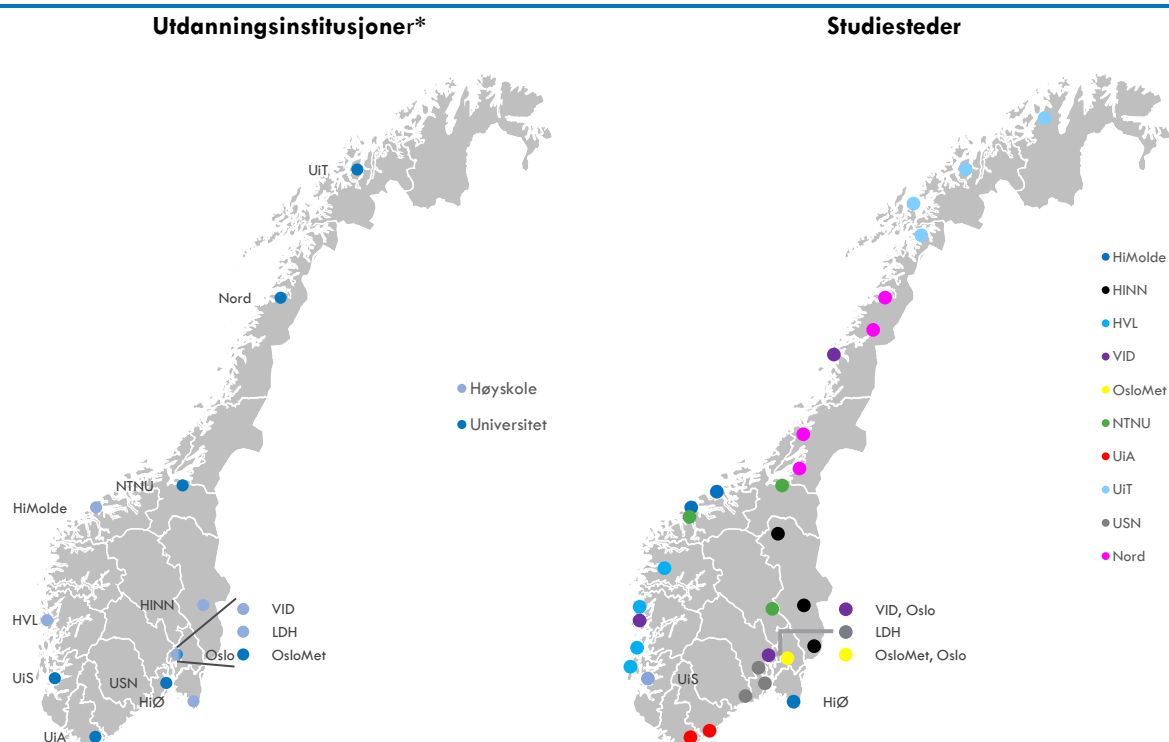 Utdanningsinstitusjoner*
UiT
Nord
Høyskole
Universitet
NTNU
HiMolde
HINN
HVL
VID
LDH
Oslo
OsloMet
UiS
USN
HiØ
UiA
Studiesteder
HiMolde
HINN
HVL
VID
OsloMet
NTNU
UiA
UiT
USN
Nord
VID, Oslo
LDH
OsloMet, Oslo
UiS
HiØ